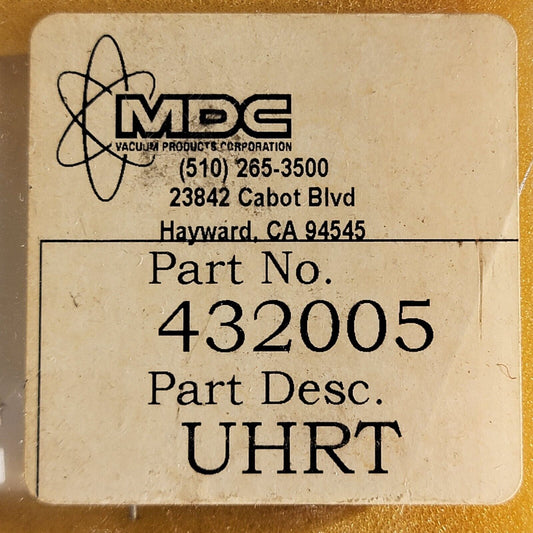 MDC
VACUUM PRODUCTS CORPORATION
(510) 265-3500
23842 Cabot Blvd
Hayward, CA 94545
Part No.
432005
Part Desc.
UHRT